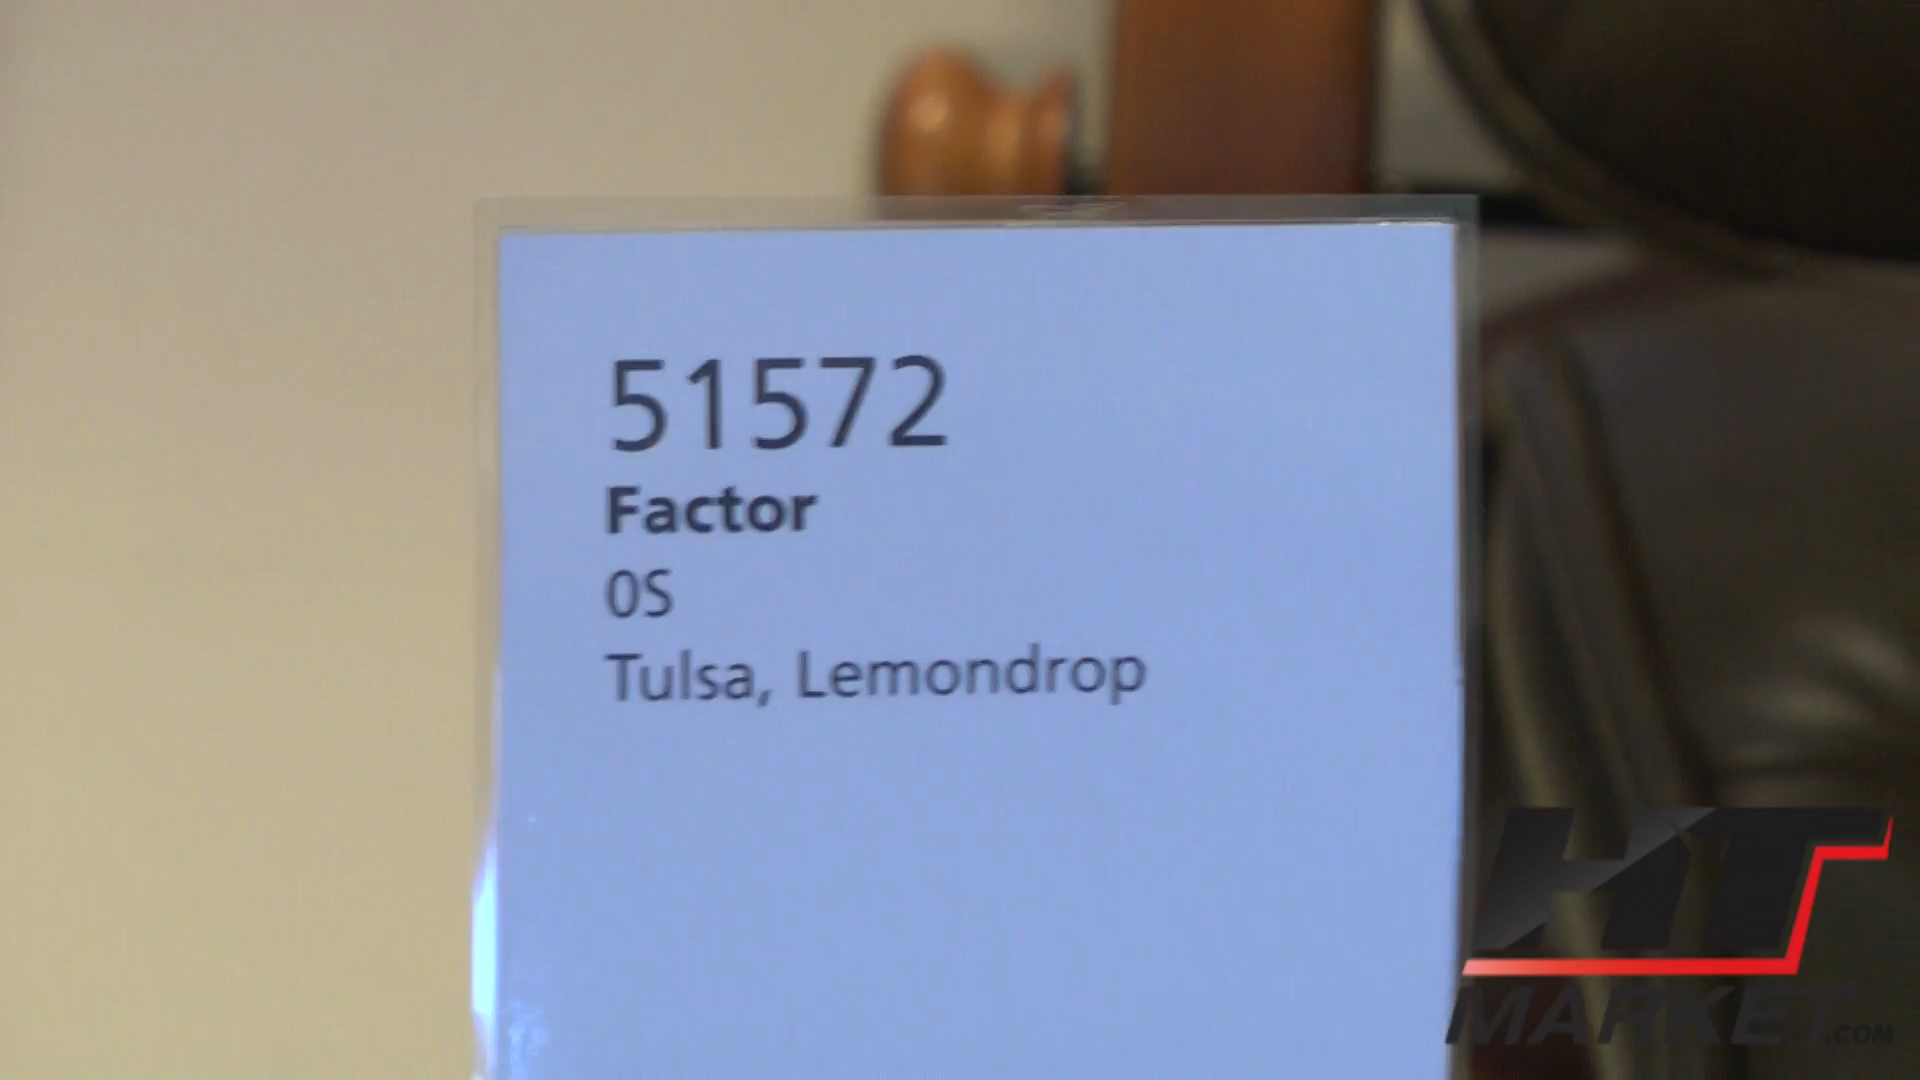 51572
Factor
0S
Tulsa, Lemondrop
HT
MARKET.COM